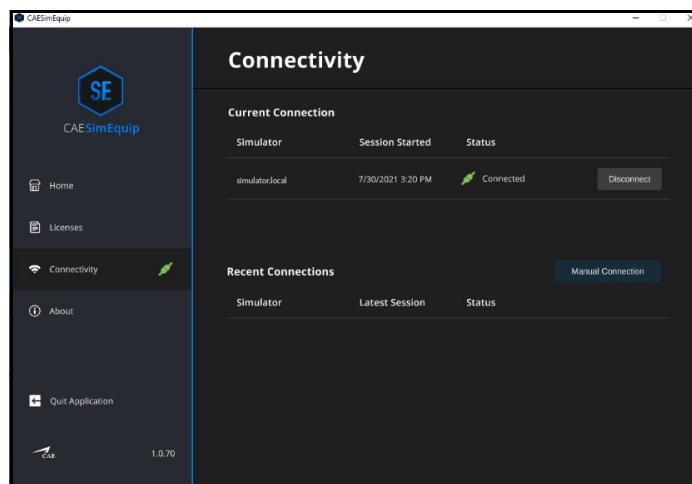 CAESimEquip
SE
CAESimEquip
Home
Licenses
Connectivity
About
Quit Application
CAE
1.0.70
Connectivity
Current Connection
Simulator Session Started Status
simulator.local 7/30/2021 3:20 PM Connected Disconnect
Recent Connections Manual Connection
Simulator Latest Session Status